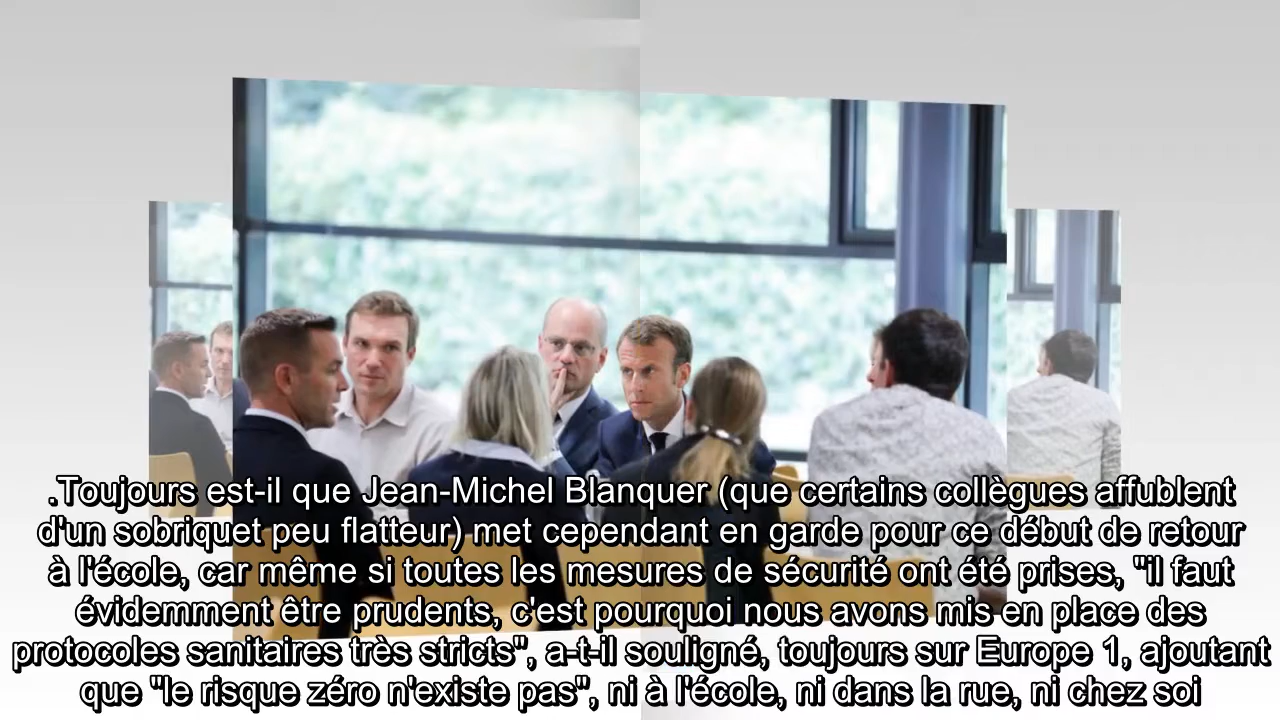 .Toujours est-il que Jean-Michel Blanquer (que certains collègues affublent
d'un sobriquet peu flatteur) met cependant en garde pour ce début de retour
à l'école, car même si toutes les mesures de sécurité ont été prises, "il faut
évidemment être prudents, c'est pourquoi nous avons mis en place des
protocoles sanitaires très stricts", a-t-il souligné, toujours sur Europe 1, ajoutant
que "le risque zéro n'existe pas", ni à l'école, ni dans la rue, ni chez soi